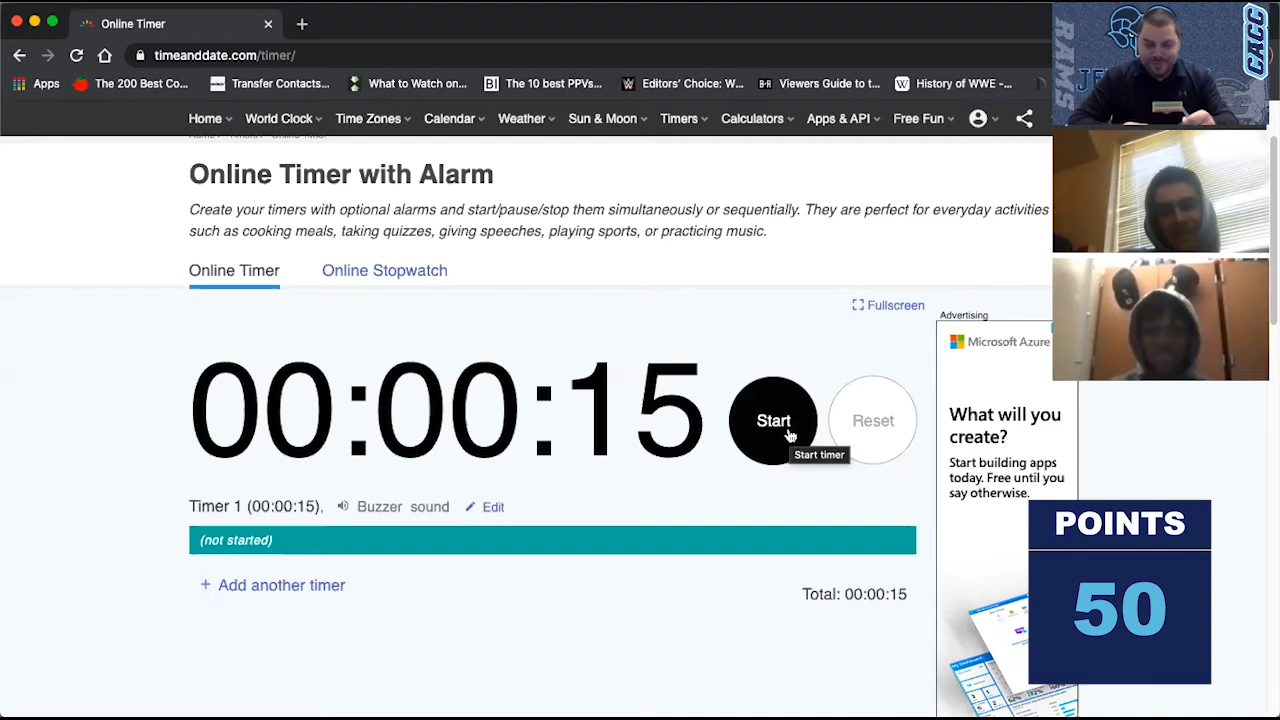 Online Timer
timeanddate.com/timer/
Apps
The 200 Best Co...
Transfer Contacts...
What to Watch on...
The 10 best PPVs...
Editors' Choice: W...
B·R
Viewers Guide to t...
W
History of WWE –...
Home
World Clock
Time Zones
Calendar
Weather
Sun & Moon
Timers
Calculators
Apps & API
Free Fun
RAMS
CACC
Online Timer with Alarm
Create your timers with optional alarms and start/pause/stop them simultaneously or sequentially. They are perfect for everyday activities
such as cooking meals, taking quizzes, giving speeches, playing sports, or practicing music.
Online Timer
Online Stopwatch
Fullscreen
Advertising
Microsoft Azure
00:00:15
Start
Reset
Start timer
What will you
create?
Start building apps
today. Free until you
say otherwise.
Timer 1 (00:00:15),
Buzzer sound
Edit
(not started)
+ Add another timer
Total: 00:00:15
POINTS
50